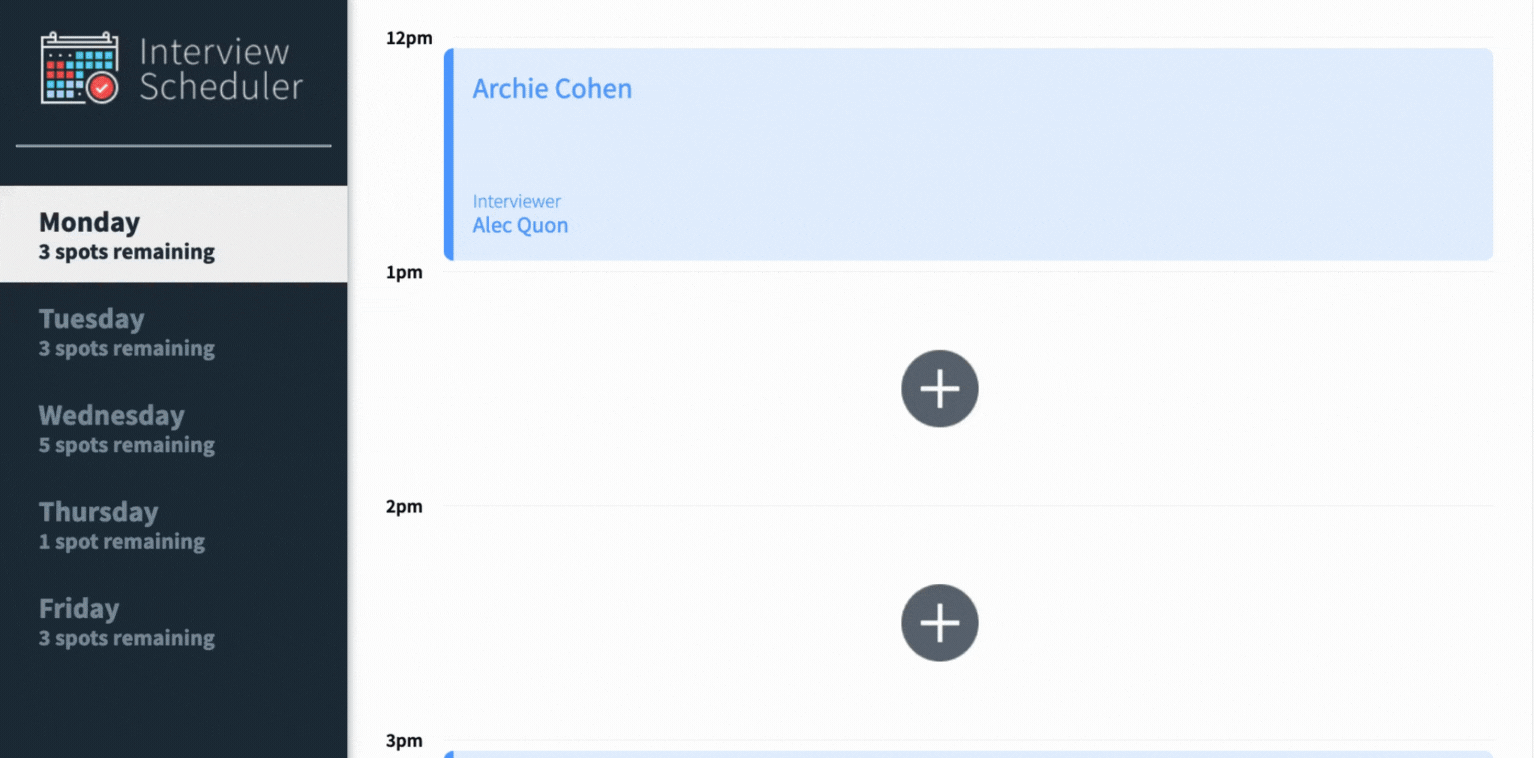 Interview
Scheduler
Monday
3 spots remaining
Tuesday
3 spots remaining
Wednesday
5 spots remaining
Thursday
1 spot remaining
Friday
3 spots remaining
12pm
Archie Cohen
Interviewer
Alec Quon
1pm
2pm
3pm